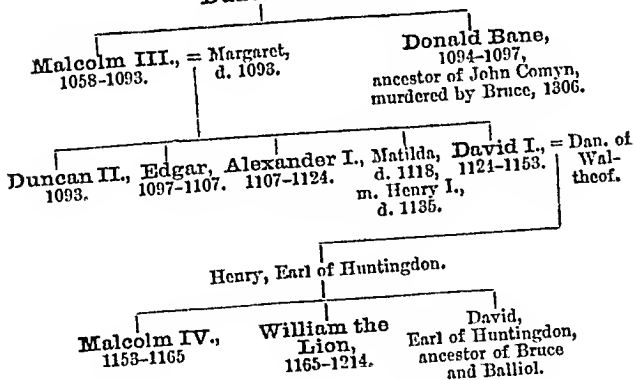 Malcolm III., = Margaret,
1058-1093. d. 1093.
Donald Bane,
1094-1097,
ancestor of John Comyn,
murdered by Bruce, 1306.
Duncan II.,
1093.
Edgar,
1097-1107.
Alexander I.,
1107-1124.
Matilda,
d. 1118,
m. Henry I.,
d. 1135.
David I., = Dan. of
1121-1153. Wal-
theof.
Henry, Earl of Huntingdon.
Malcolm IV.,
1153-1165
William the
Lion,
1165-1214.
David,
Earl of Huntingdon,
ancestor of Bruce
and Balliol.